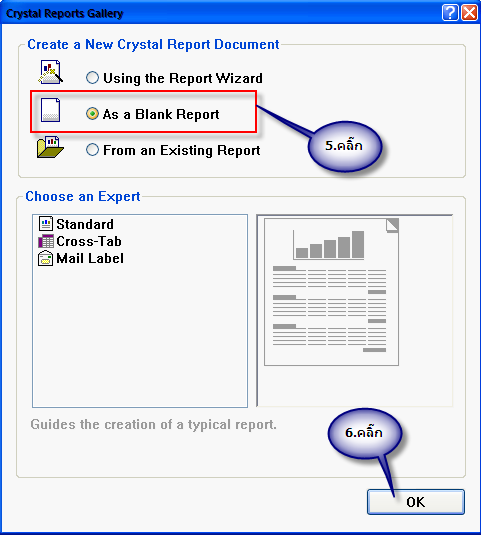 Crystal Reports Gallery
Create a New Crystal Report Document
Using the Report Wizard
As a Blank Report
5.คลิ๊ก
From an Existing Report
Choose an Expert
Standard
Cross-Tab
Mail Label
Guides the creation of a typical report.
6.คลิ๊ก
OK